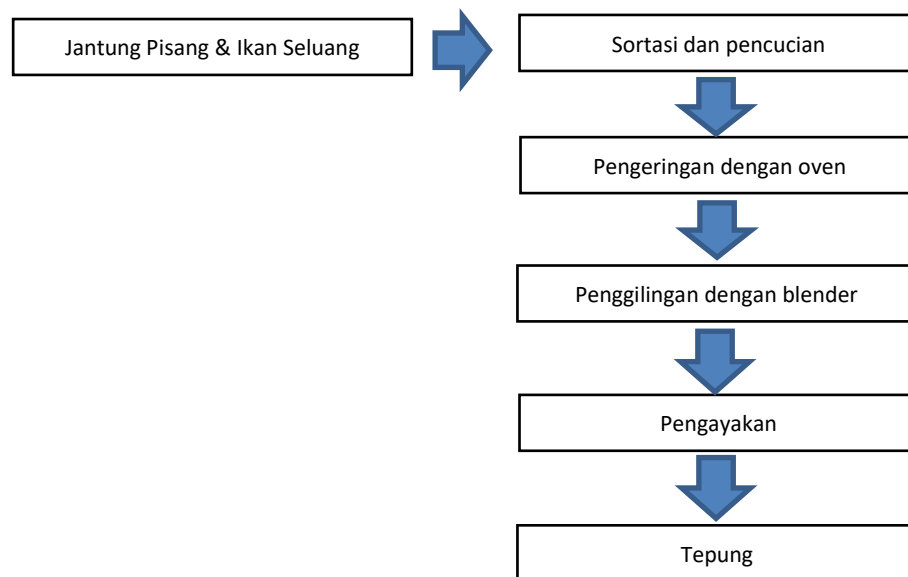 Jantung Pisang & Ikan Seluang
Sortasi dan pencucian
Pengeringan dengan oven
Penggilingan dengan blender
Pengayakan
Tepung